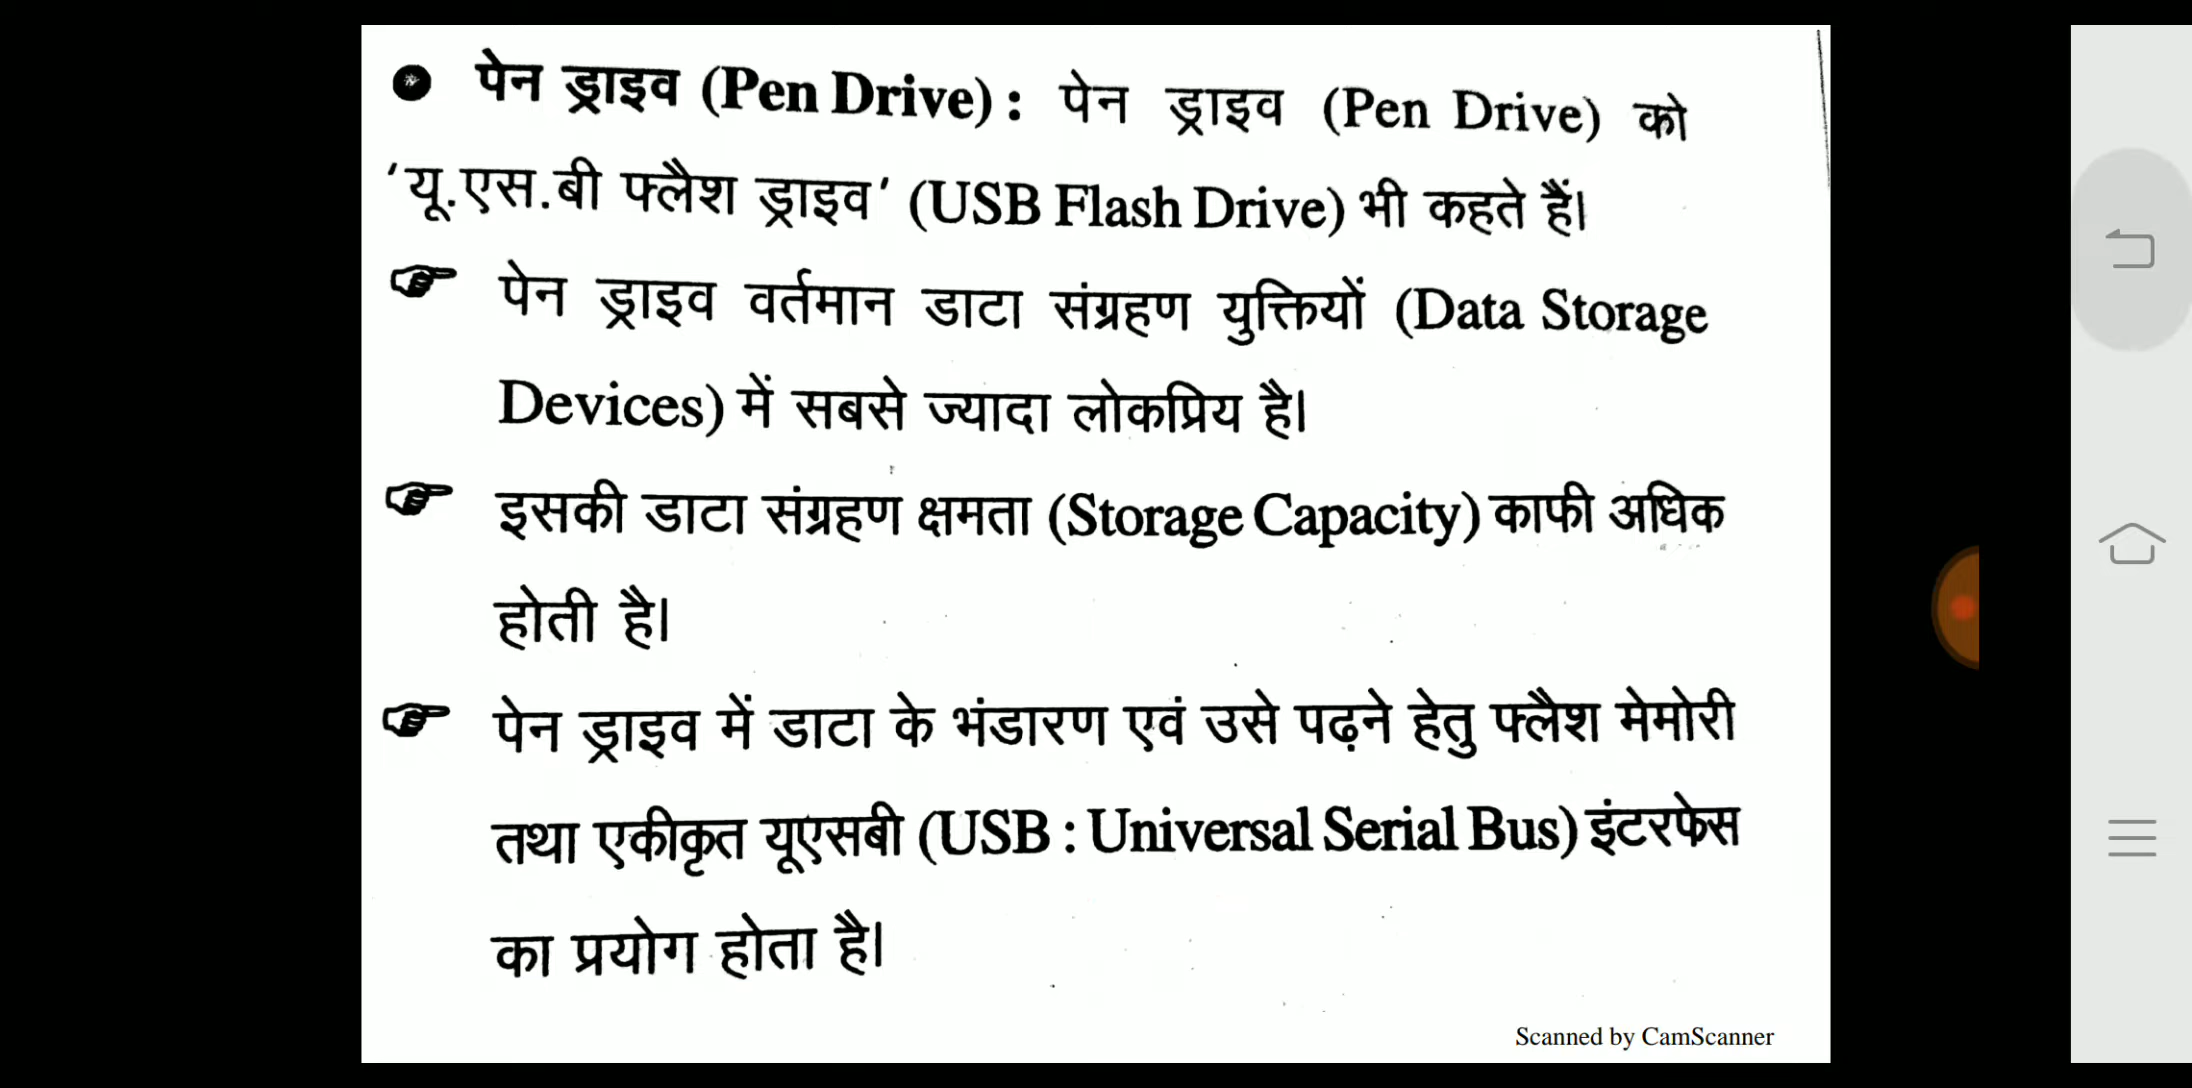 पेन ड्राइव (Pen Drive) : पेन ड्राइव (Pen Drive) को
'यू.एस.बी फ्लैश ड्राइव' (USB Flash Drive) भी कहते हैं।
पेन ड्राइव वर्तमान डाटा संग्रहण युक्तियों (Data Storage
Devices) में सबसे ज्यादा लोकप्रिय है।
इसकी डाटा संग्रहण क्षमता (Storage Capacity) काफी अधिक
होती है।
पेन ड्राइव में डाटा के भंडारण एवं उसे पढ़ने हेतु फ्लैश मेमोरी
तथा एकीकृत यूएसबी (USB : Universal Serial Bus) इंटरफेस
का प्रयोग होता है।
Scanned by CamScanner